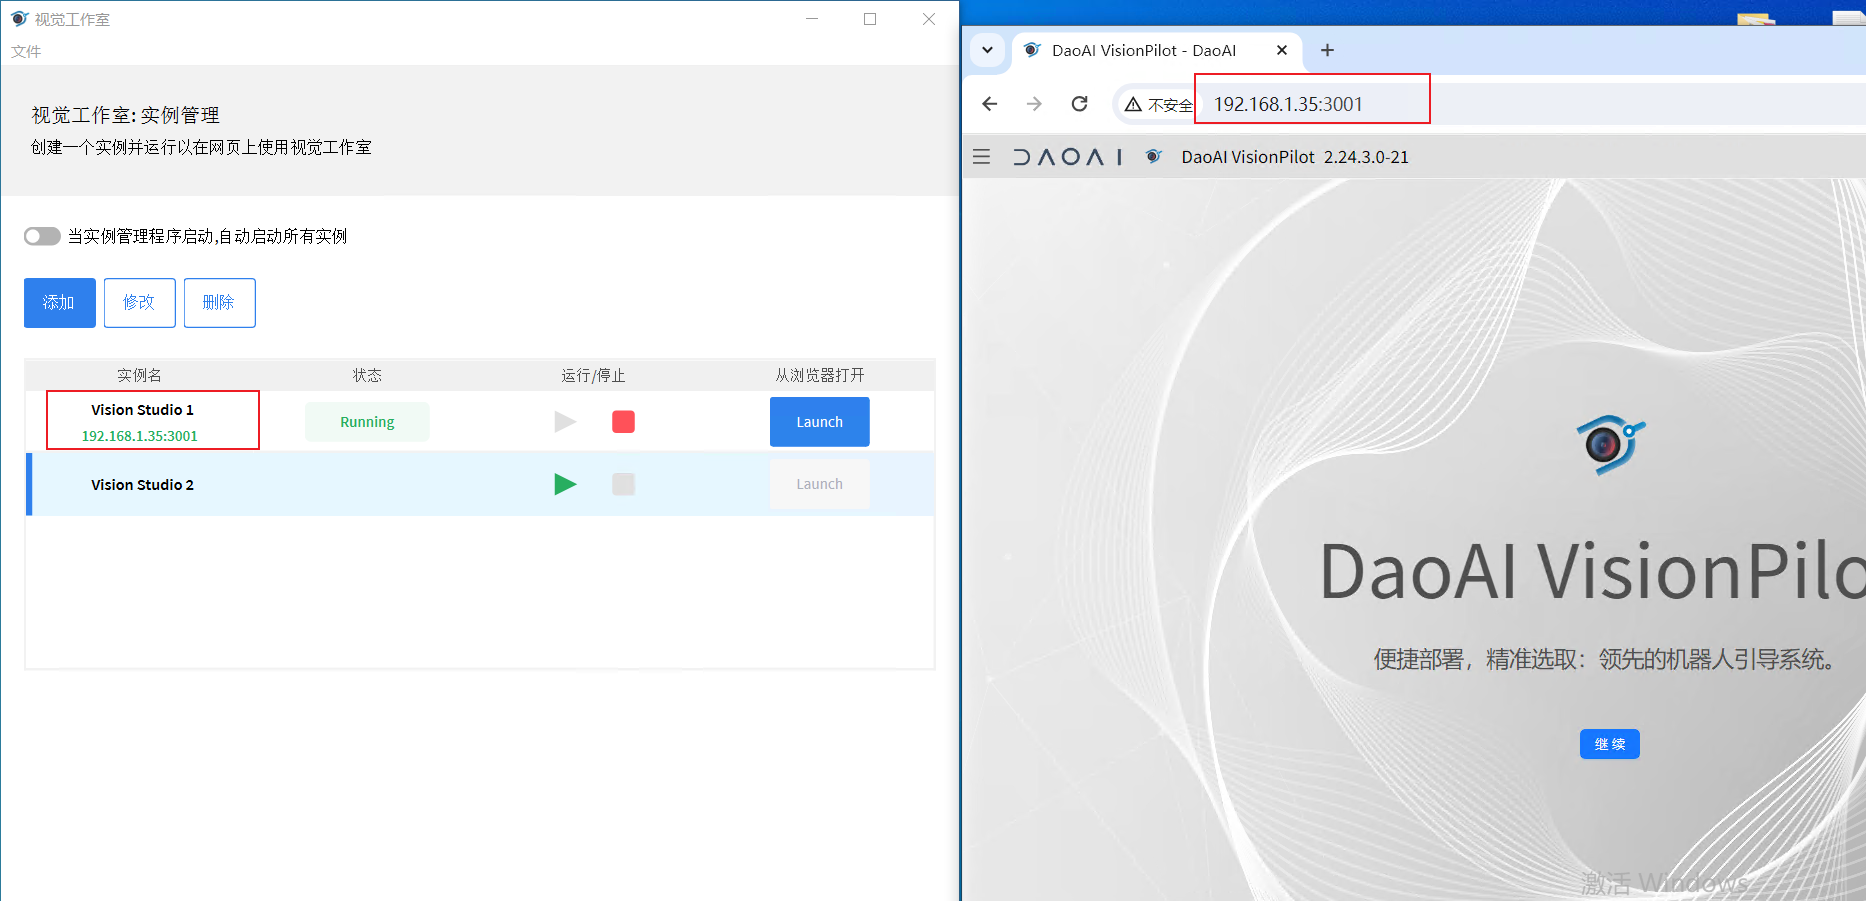 视觉工作室
文件
视觉工作室: 实例管理
创建一个实例并运行以在网页上使用视觉工作室
当实例管理程序启动,自动启动所有实例
添加 修改 删除
实例名 状态 运行/停止 从浏览器打开
Vision Studio 1
192.168.1.35:3001
Running Launch
Vision Studio 2 Launch
DaoAI VisionPilot - DaoAI
不安全 192.168.1.35:3001
DAOAI DaoAI VisionPilot 2.24.3.0-21
DaoAI VisionPilo
便捷部署，精准选取：领先的机器人引导系统。
继续
激活 Windows